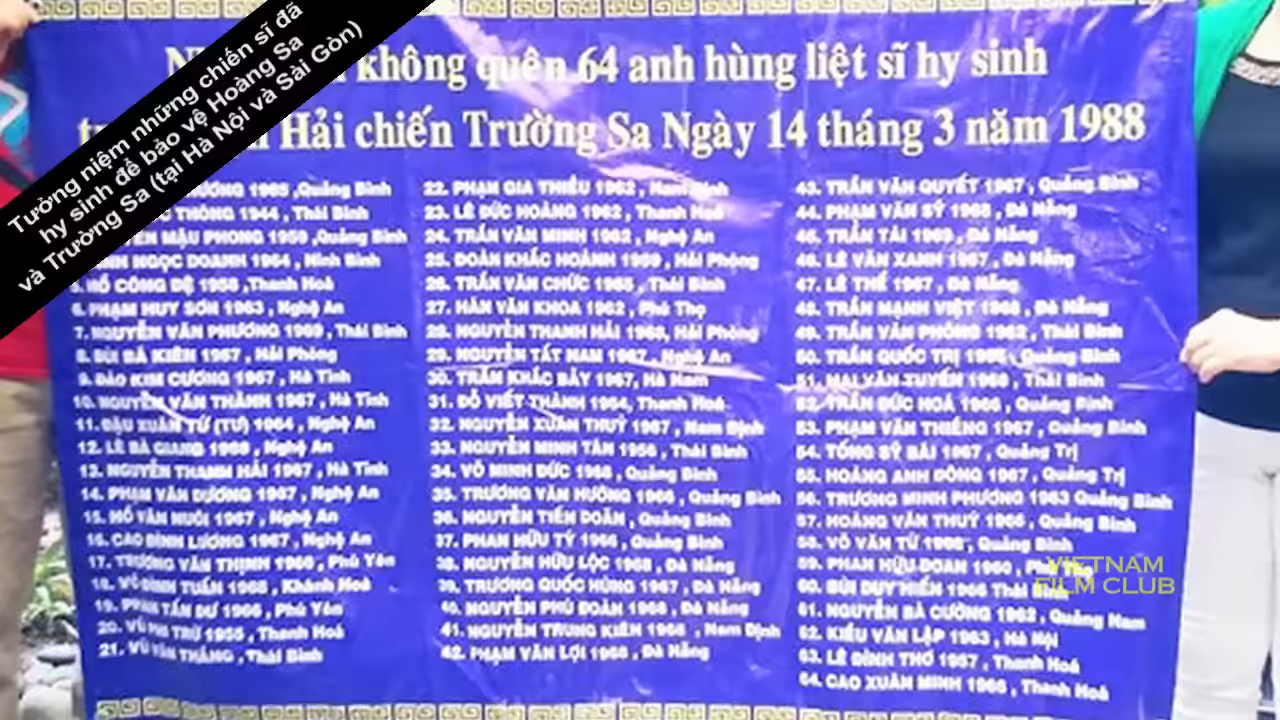 Tưởng niệm những chiến sĩ đã
hy sinh để bảo vệ Hoàng Sa
và Trường Sa (tại Hà Nội và Sài Gòn)
không quên 64 anh hùng liệt sĩ hy sinh
Hải chiến Trường Sa Ngày 14 tháng 3 năm 1988
1965 ,Quảng Bình
THÔNG 1944 , Thái Bình
MẬU PHONG 1959 ,Quảng Bình
NGỌC DOANH 1964 , Ninh Bình
HỒ CÔNG ĐỆ 1958 ,Thanh Hoá
6. PHẠM HUY SƠN 1963 , Nghệ An
7. NGUYỄN VĂN PHƯƠNG 1969 , Thái Bình
8. BÙI BÁ KIÊN 1967 , Hải Phòng
9. ĐÀO KIM CƯƠNG 1967 , Hà Tĩnh
10. NGUYỄN VĂN THÀNH 1967 , Hà Tĩnh
11. ĐẬU XUÂN TỨ (TƯ) 1964 , Nghệ An
12. LÊ BÁ GIANG 1968 , Nghệ An
13. NGUYỄN THANH HẢI 1967 , Hà Tĩnh
14. PHẠM VĂN DƯƠNG 1967 , Nghệ An
15. HỒ VĂN NUÔI 1967 , Nghệ An
16. CAO ĐÌNH LƯƠNG 1967 , Nghệ An
17. TRƯƠNG VĂN THỊNH 1966 , Phú Yên
18. VÕ ĐÌNH TUẤN 1968 , Khánh Hoà
19. PHAN TẤN DƯ 1966 , Phú Yên
20. VŨ PHI TRỪ 1955 , Thanh Hoá
21. VŨ VĂN THẮNG , Thái Bình
22. PHẠM GIA THIỀU 1962 , Nam Định
23. LÊ ĐỨC HOÀNG 1962 , Thanh Hoá
24. TRẦN VĂN MINH 1962 , Nghệ An
25. ĐOÀN KHẮC HOÀNH 1959 , Hải Phòng
26. TRẦN VĂN CHỨC 1965 , Thái Bình
27. HÁN VĂN KHOA 1962 , Phú Thọ
28. NGUYỄN THANH HẢI 1968, Hải Phòng
29. NGUYỄN TẤT NAM 1967 , Nghệ An
30. TRẦN KHẮC BẢY 1967, Hà Nam
31. ĐỖ VIẾT THÀNH 1964, Thanh Hoá
32. NGUYỄN XUÂN THUỶ 1967 , Nam Định
33. NGUYỄN MINH TÂN 1956 , Thái Bình
34. VÕ MINH ĐỨC 1968 , Quảng Bình
35. TRƯƠNG VĂN HƯỚNG 1966 , Quảng Bình
36. NGUYỄN TIẾN DOÃN , Quảng Bình
37. PHAN HỮU TÝ 1966 , Quảng Bình
38. NGUYỄN HỮU LỘC 1968 , Đà Nẵng
39. TRƯƠNG QUỐC HÙNG 1967 , Đà Nẵng
40. NGUYỄN PHÚ ĐOÀN 1968 , Đà Nẵng
41. NGUYỄN TRUNG KIÊN 1968 , Nam Định
42. PHẠM VĂN LỢI 1968 , Đà Nẵng
43. TRẦN VĂN QUYẾT 1967 , Quảng Bình
44. PHẠM VĂN SỸ 1968 , Đà Nẵng
45. TRẦN TÀI 1969 , Đà Nẵng
46. LÊ VĂN XANH 1967 , Đà Nẵng
47. LÊ THỂ 1967 , Đà Nẵng
48. TRẦN MẠNH VIỆT 1968 , Đà Nẵng
49. TRẦN VĂN PHÒNG 1962 , Thái Bình
50. TRẦN QUỐC TRỊ 1965 , Quảng Bình
51. MAI VĂN TUYẾN 1968 , Thái Bình
52. TRẦN ĐỨC HOÁ 1966 , Quảng Bình
53. PHẠM VĂN THIỀNG 1967 , Quảng Bình
54. TỐNG SỸ BÁI 1967 , Quảng Trị
55. HOÀNG ANH ĐÔNG 1967 , Quảng Trị
56. TRƯƠNG MINH PHƯƠNG 1963 Quảng Bình
57. HOÀNG VĂN THUÝ 1966 , Quảng Bình
58. VÕ VĂN TỨ 1966 , Quảng Bình
59. PHAN HỮU DOAN 1960 ,
60. BÙI DUY HIỂN 1966 Thái
61. NGUYỄN BÁ CƯỜNG 1962 , Quảng Nam
62. KIỀU VĂN LẬP 1963 , Hà Nội
63. LÊ ĐÌNH THƠ 1957 , Thanh Hoá
64. CAO XUÂN MINH 1966 , Thanh Hoá
VIETNAM
FILM CLUB